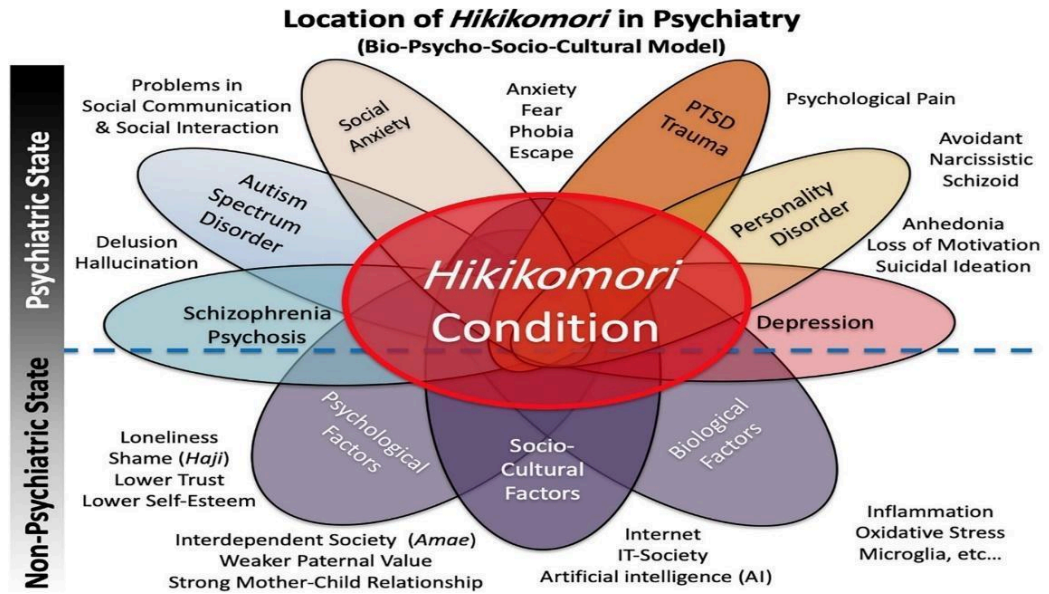 Location of Hikikomori in Psychiatry
(Bio-Psycho-Socio-Cultural Model)
Psychiatric State
Non-Psychiatric State
Problems in
Social Communication
& Social Interaction
Social
Anxiety
Anxiety
Fear
Phobia
Escape
PTSD
Trauma
Psychological Pain
Autism
Spectrum
Disorder
Personality
Disorder
Avoidant
Narcissistic
Schizoid
Delusion
Hallucination
Anhedonia
Loss of Motivation
Suicidal Ideation
Schizophrenia
Psychosis
Hikikomori
Condition
Depression
Psychological
Factors
Socio-
Cultural
Factors
Biological
Factors
Loneliness
Shame (Haji)
Lower Trust
Lower Self-Esteem
Interdependent Society (Amae)
Weaker Paternal Value
Strong Mother-Child Relationship
Internet
IT-Society
Artificial intelligence (AI)
Inflammation
Oxidative Stress
Microglia, etc...